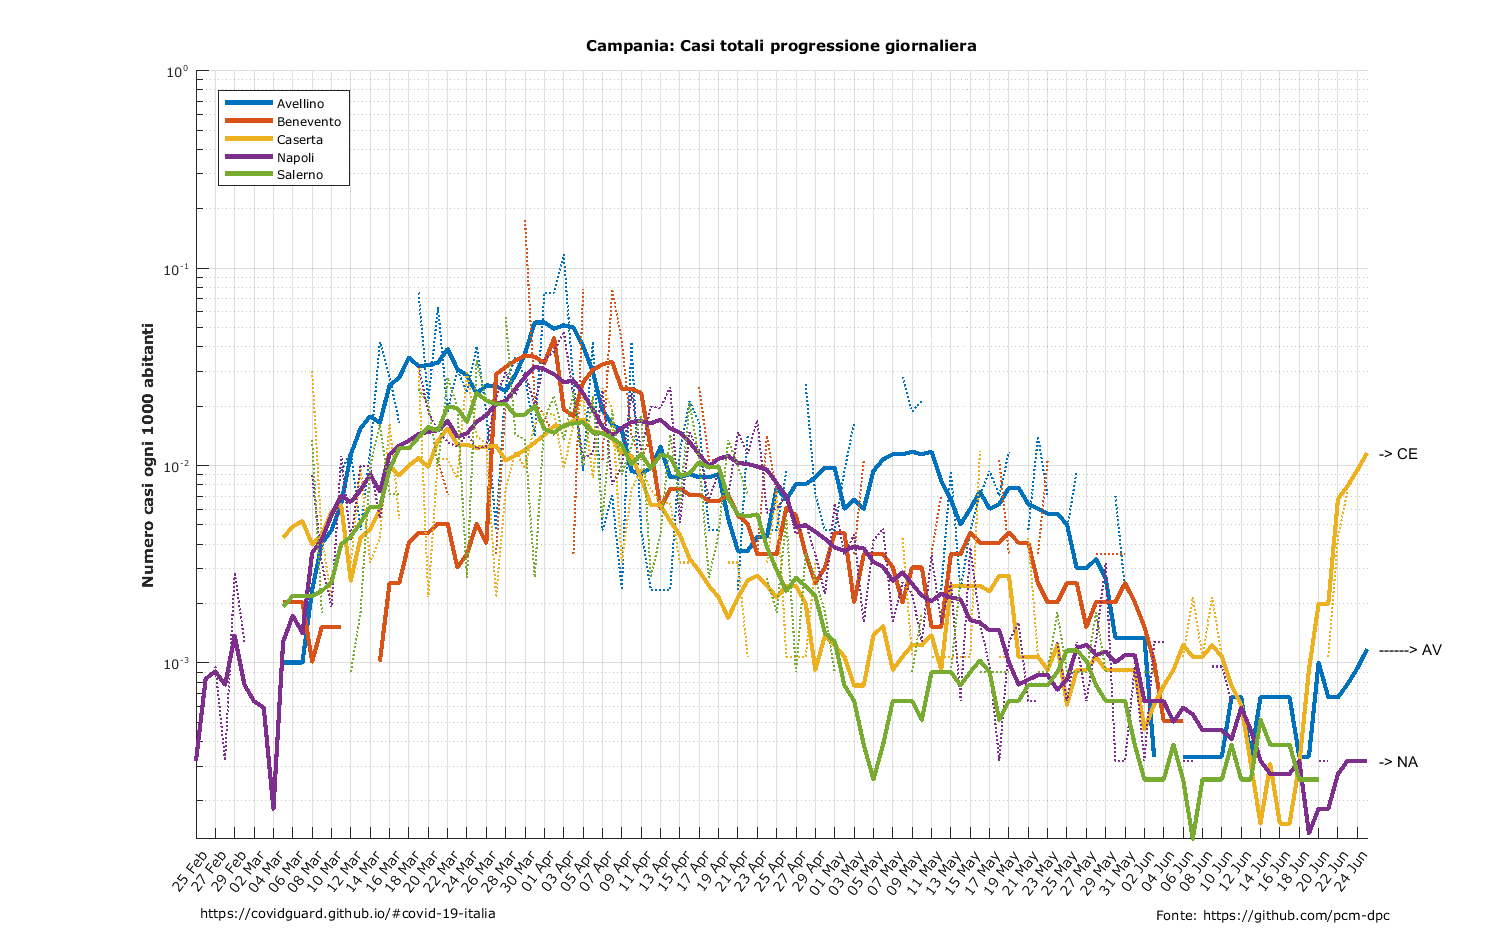 Campania: Casi totali progressione giornaliera
10^0
10^-1
10^-2
10^-3
Numero casi ogni 1000 abitanti
Avellino
Benevento
Caserta
Napoli
Salerno
-> CE
------> AV
-> NA
25 Feb
27 Feb
29 Feb
02 Mar
04 Mar
06 Mar
08 Mar
10 Mar
12 Mar
14 Mar
16 Mar
18 Mar
20 Mar
22 Mar
24 Mar
26 Mar
28 Mar
30 Mar
01 Apr
03 Apr
05 Apr
07 Apr
09 Apr
11 Apr
13 Apr
15 Apr
17 Apr
19 Apr
21 Apr
23 Apr
25 Apr
27 Apr
29 Apr
01 May
03 May
05 May
07 May
09 May
11 May
13 May
15 May
17 May
19 May
21 May
23 May
25 May
27 May
29 May
31 May
02 Jun
04 Jun
06 Jun
08 Jun
10 Jun
12 Jun
14 Jun
16 Jun
18 Jun
20 Jun
22 Jun
24 Jun
https://covidguard.github.io/#covid-19-italia
Fonte: https://github.com/pcm-dpc